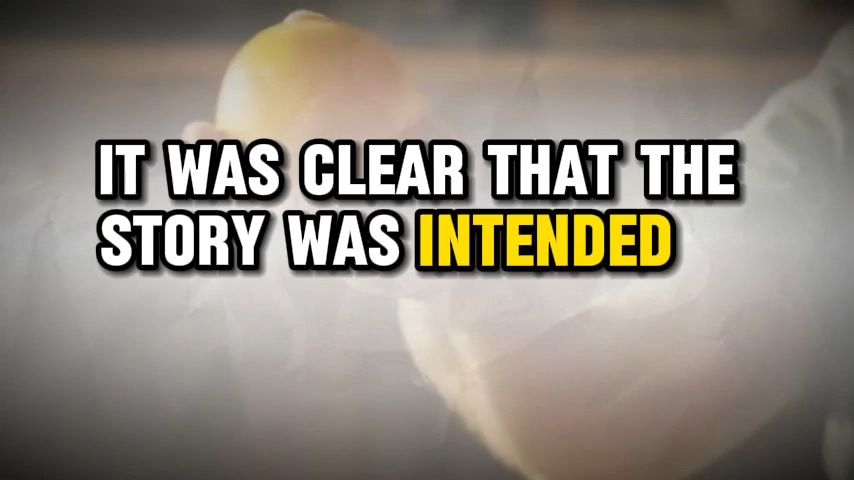 IT WAS CLEAR THAT THE
STORY WAS INTENDED